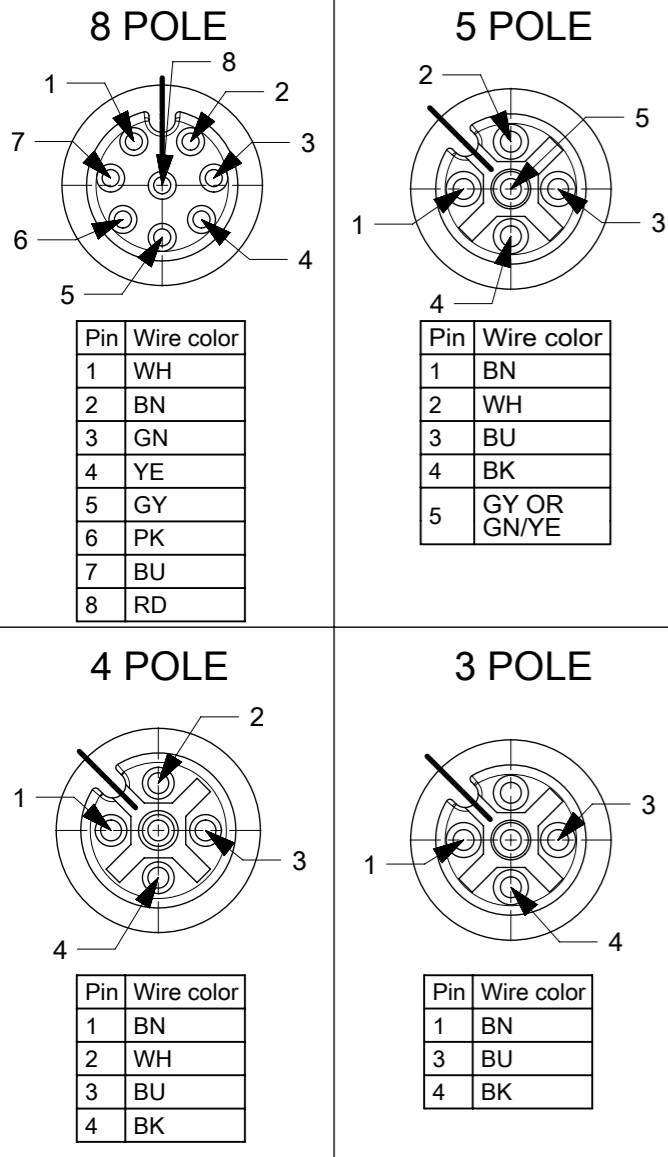 8 POLE
8
1
2
7
3
6
4
5
Pin Wire color
1 WH
2 BN
3 GN
4 YE
5 GY
6 PK
7 BU
8 RD
5 POLE
2
5
1
3
4
Pin Wire color
1 BN
2 WH
3 BU
4 BK
5 GY OR
GN/YE
4 POLE
2
1
3
4
Pin Wire color
1 BN
2 WH
3 BU
4 BK
3 POLE
3
1
4
Pin Wire color
1 BN
3 BU
4 BK